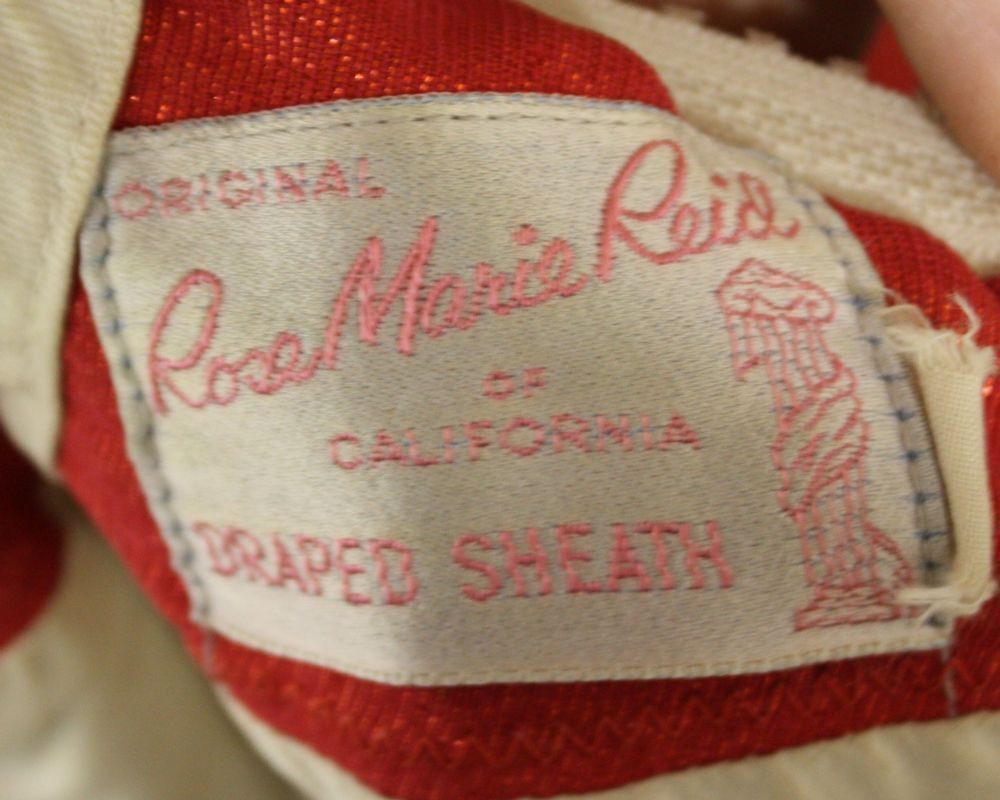 ORIGINAL
Rose Marie Reid
OF
CALIFORNIA
DRAPED SHEATH